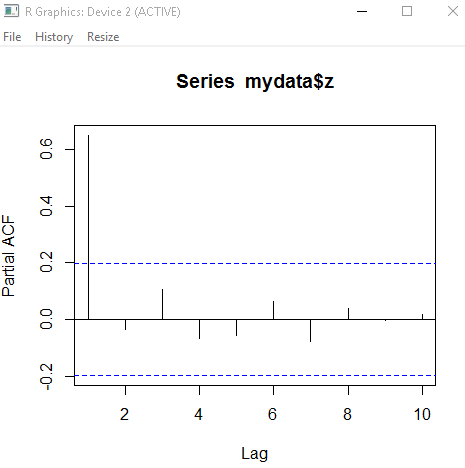 R Graphics: Device 2 (ACTIVE)
File History Resize
Series mydata$z
Partial ACF
0.6
0.4
0.2
0.0
-0.2
2 4 6 8 10
Lag